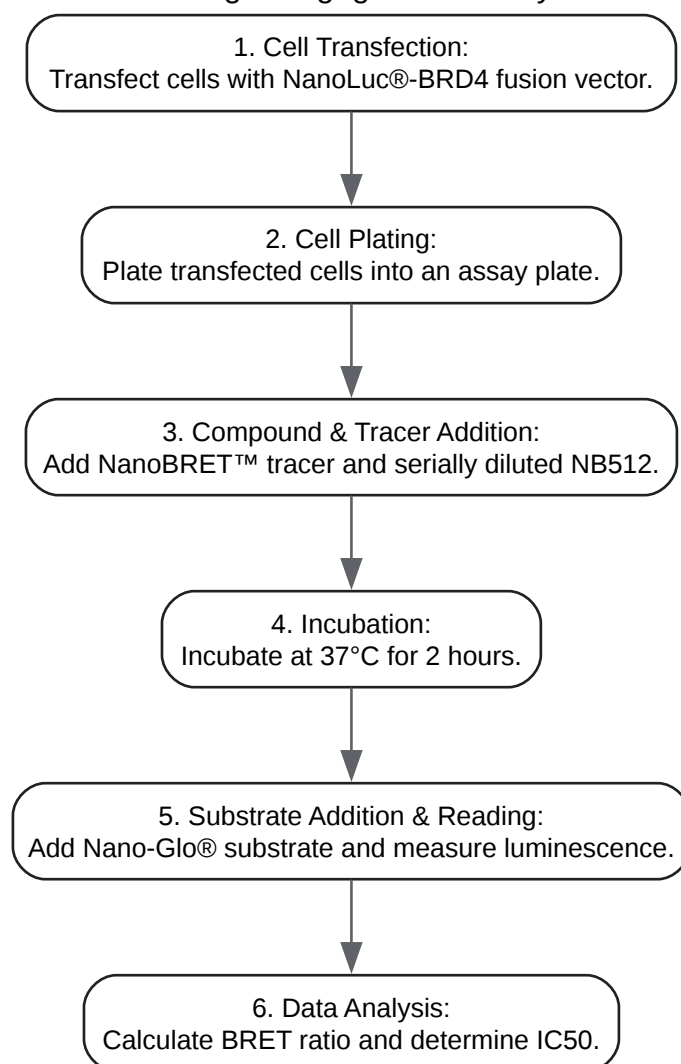 1. Cell Transfection:
Transfect cells with NanoLuc®-BRD4 fusion vector.
2. Cell Plating:
Plate transfected cells into an assay plate.
3. Compound & Tracer Addition:
Add NanoBRET™ tracer and serially diluted NB512.
4. Incubation:
Incubate at 37°C for 2 hours.
5. Substrate Addition & Reading:
Add Nano-Glo® substrate and measure luminescence.
6. Data Analysis:
Calculate BRET ratio and determine IC50.